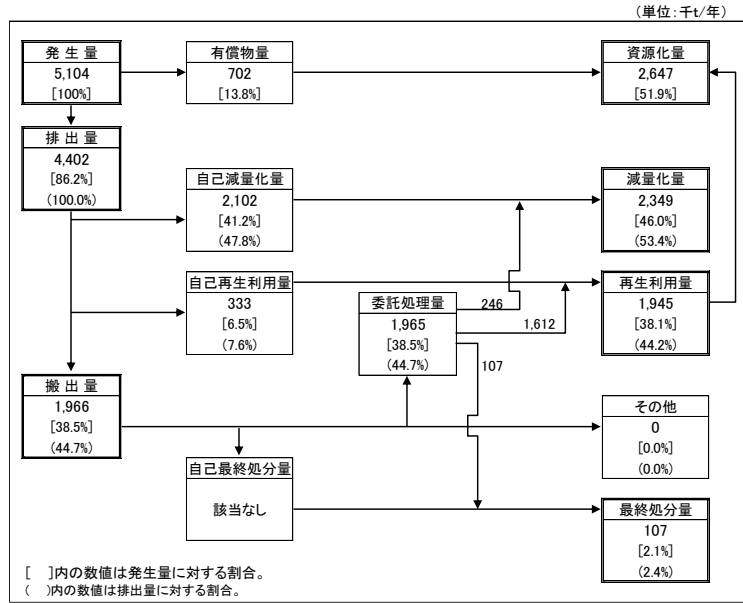 （単位：千t/年）
発 生 量
5,104
[100%]
有償物量
702
[13.8%]
資源化量
2,647
[51.9%]
排 出 量
4,402
[86.2%]
(100.0%)
自己減量化量
2,102
[41.2%]
(47.8%)
減量化量
2,349
[46.0%]
(53.4%)
自己再生利用量
333
[6.5%]
(7.6%)
委託処理量
1,965
[38.5%]
(44.7%)
246
1,612
107
再生利用量
1,945
[38.1%]
(44.2%)
搬 出 量
1,966
[38.5%]
(44.7%)
その他
0
[0.0%]
(0.0%)
自己最終処分量
該当なし
最終処分量
107
[2.1%]
(2.4%)
[　]内の数値は発生量に対する割合。
(　)内の数値は排出量に対する割合。